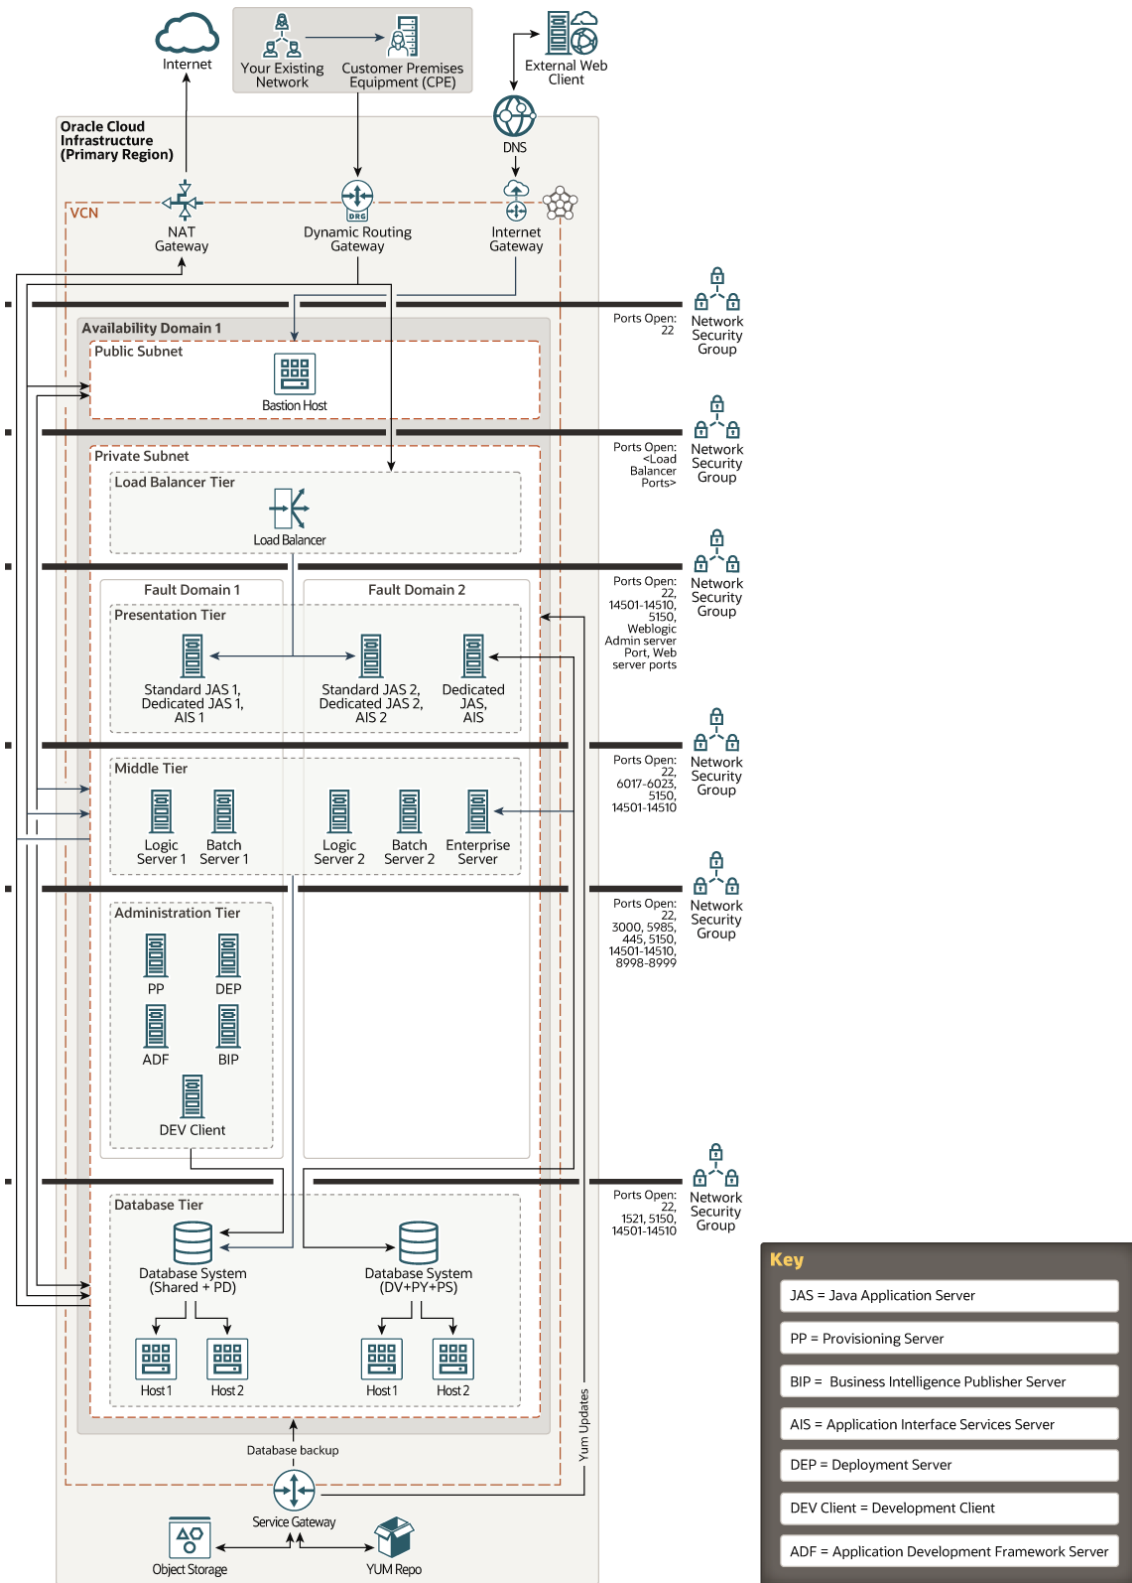 Internet
Your Existing
Network
Customer Premises
Equipment (CPE)
External Web
Client
Oracle Cloud
Infrastructure
(Primary Region)
DNS
VCN
NAT
Gateway
DRG
Dynamic Routing
Gateway
Internet
Gateway
Ports Open:
22
Network
Security
Group
Availability Domain 1
Public Subnet
Bastion Host
Ports Open:
<Load
Balancer
Ports>
Network
Security
Group
Private Subnet
Load Balancer Tier
Load Balancer
Ports Open:
22,
14501-14510,
5150,
Weblogic
Admin server
Port, Web
server ports
Network
Security
Group
Fault Domain 1
Fault Domain 2
Presentation Tier
Standard JAS 1,
Dedicated JAS 1,
AIS 1
Standard JAS 2,
Dedicated JAS 2,
AIS 2
Dedicated
JAS,
AIS
Ports Open:
22,
6017-6023,
5150,
14501-14510
Network
Security
Group
Middle Tier
Logic
Server 1
Batch
Server 1
Logic
Server 2
Batch
Server 2
Enterprise
Server
Ports Open:
22,
3000, 5985,
445, 5150,
14501-14510,
8998-8999
Network
Security
Group
Administration Tier
PP
DEP
ADF
BIP
DEV Client
Ports Open:
22,
1521, 5150,
14501-14510
Network
Security
Group
Database Tier
Database System
(Shared + PD)
Database System
(DV+PY+PS)
Host 1
Host 2
Host 1
Host 2
Yum Updates
Database backup
Service Gateway
Object Storage
YUM Repo
Key
JAS = Java Application Server
PP = Provisioning Server
BIP = Business Intelligence Publisher Server
AIS = Application Interface Services Server
DEP = Deployment Server
DEV Client = Development Client
ADF = Application Development Framework Server